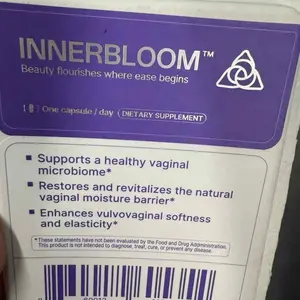 INNERBLOOM™
Beauty flourishes where ease begins
One capsule / day DIETARY SUPPLEMENT
▪ Supports a healthy vaginal
microbiome*
▪ Restores and revitalizes the natural
vaginal moisture barrier*
▪ Enhances vulvovaginal softness
and elasticity*
*These statements have not been evaluated by the Food and Drug Administration.
This product is not intended to diagnose, treat, cure, or prevent any disease.